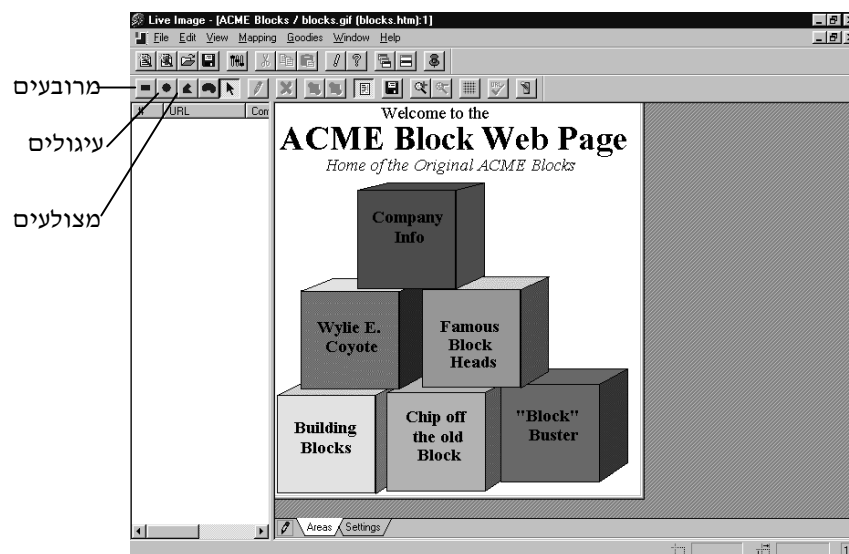 Live Image - [ACME Blocks / blocks.gif (blocks.htm):1]
File Edit View Mapping Goodies Window Help
מרובעים
עיגולים
מצולעים
# URL Con
Welcome to the
ACME Block Web Page
Home of the Original ACME Blocks
Company
Info
Wylie E.
Coyote
Famous
Block
Heads
Building
Blocks
Chip off
the old
Block
"Block"
Buster
Areas Settings